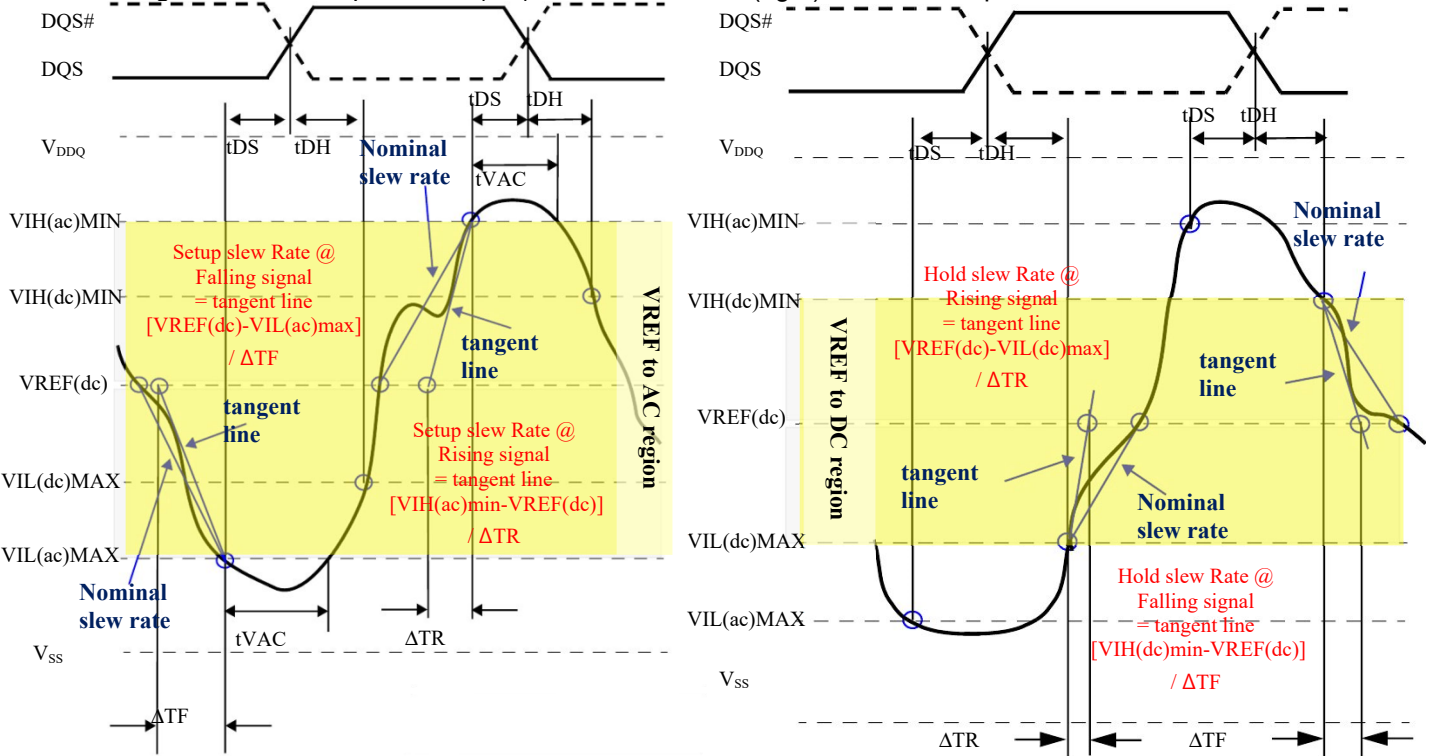 DQS#
DQS
tDS
tDH
tDS
tDH
VDDQ
Nominal
slew rate
tVAC
VIH(ac)MIN
Setup slew Rate @
Falling signal
= tangent line
[VREF(dc)-VIL(ac)max]
/ ΔTF
VIH(dc)MIN
tangent
line
VREF to AC region
VREF(dc)
tangent
line
Setup slew Rate @
Rising signal
= tangent line
[VIH(ac)min-VREF(dc)]
/ ΔTR
VIL(dc)MAX
VIL(ac)MAX
Nominal
slew rate
tVAC
ΔTR
VSS
ΔTF
DQS#
DQS
tDS
tDH
tDS
tDH
VDDQ
VIH(ac)MIN
Nominal
slew rate
Hold slew Rate @
Rising signal
= tangent line
[VREF(dc)-VIL(dc)max]
/ ΔTR
VIH(dc)MIN
VREF to DC region
tangent
line
VREF(dc)
tangent
line
Nominal
slew rate
VIL(dc)MAX
Hold slew Rate @
Falling signal
= tangent line
[VIH(dc)min-VREF(dc)]
/ ΔTF
VIL(ac)MAX
VSS
ΔTR
ΔTF